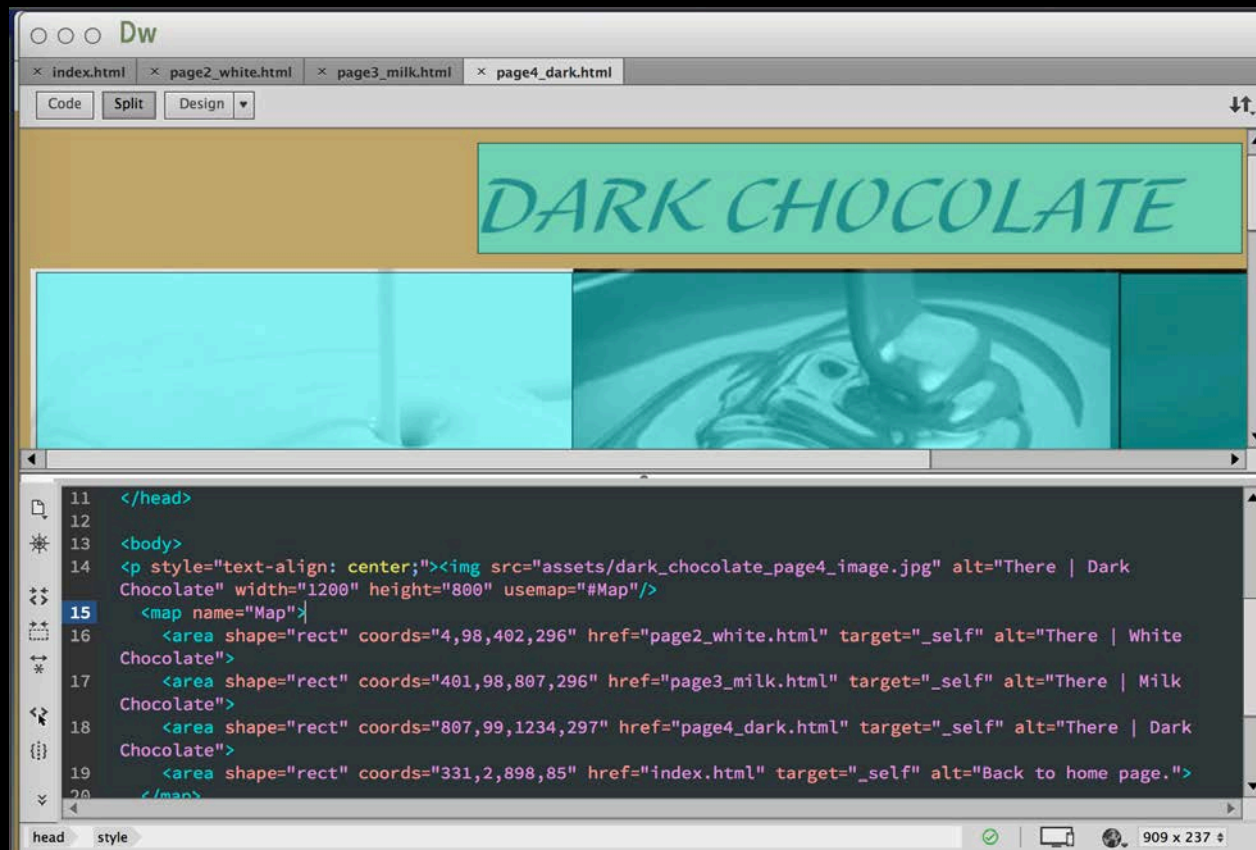 Dw
× index.html × page2_white.html × page3_milk.html × page4_dark.html
Code Split Design
DARK CHOCOLATE
11 </head>
12
13 <body>
14 <p style="text-align: center;"><img src="assets/dark_chocolate_page4_image.jpg" alt="There | Dark
Chocolate" width="1200" height="800" usemap="#Map"/>
15 <map name="Map">
16 <area shape="rect" coords="4,98,402,296" href="page2_white.html" target="_self" alt="There | White
Chocolate">
17 <area shape="rect" coords="401,98,807,296" href="page3_milk.html" target="_self" alt="There | Milk
Chocolate">
18 <area shape="rect" coords="807,99,1234,297" href="page4_dark.html" target="_self" alt="There | Dark
Chocolate">
19 <area shape="rect" coords="331,2,898,85" href="index.html" target="_self" alt="Back to home page.">
20 </map>
head style 909 x 237